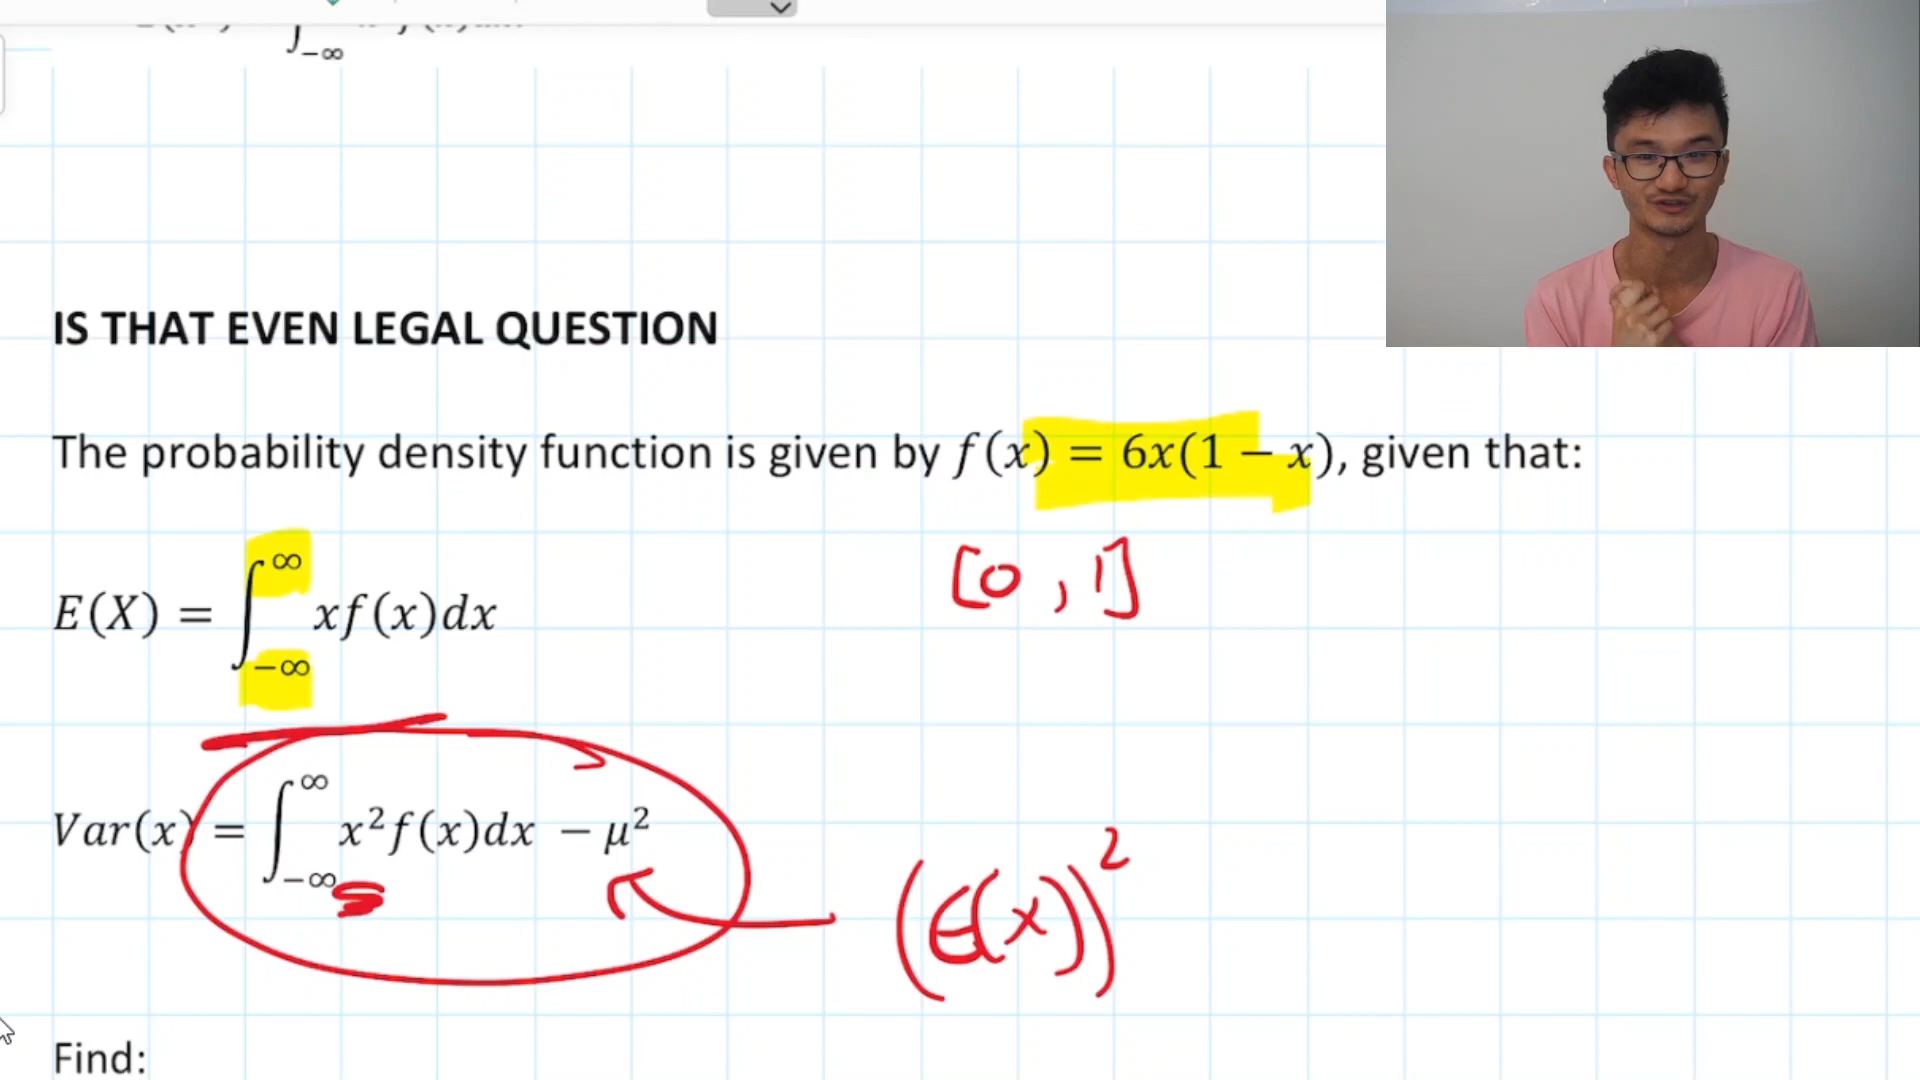 ∫₋∞
IS THAT EVEN LEGAL QUESTION
The probability density function is given by f(x) = 6x(1 − x), given that:
[0, 1]
E(X) = ∫₋∞^∞ xf(x)dx
Var(x) = ∫₋∞^∞ x²f(x)dx − μ²
(E(x))²
Find: